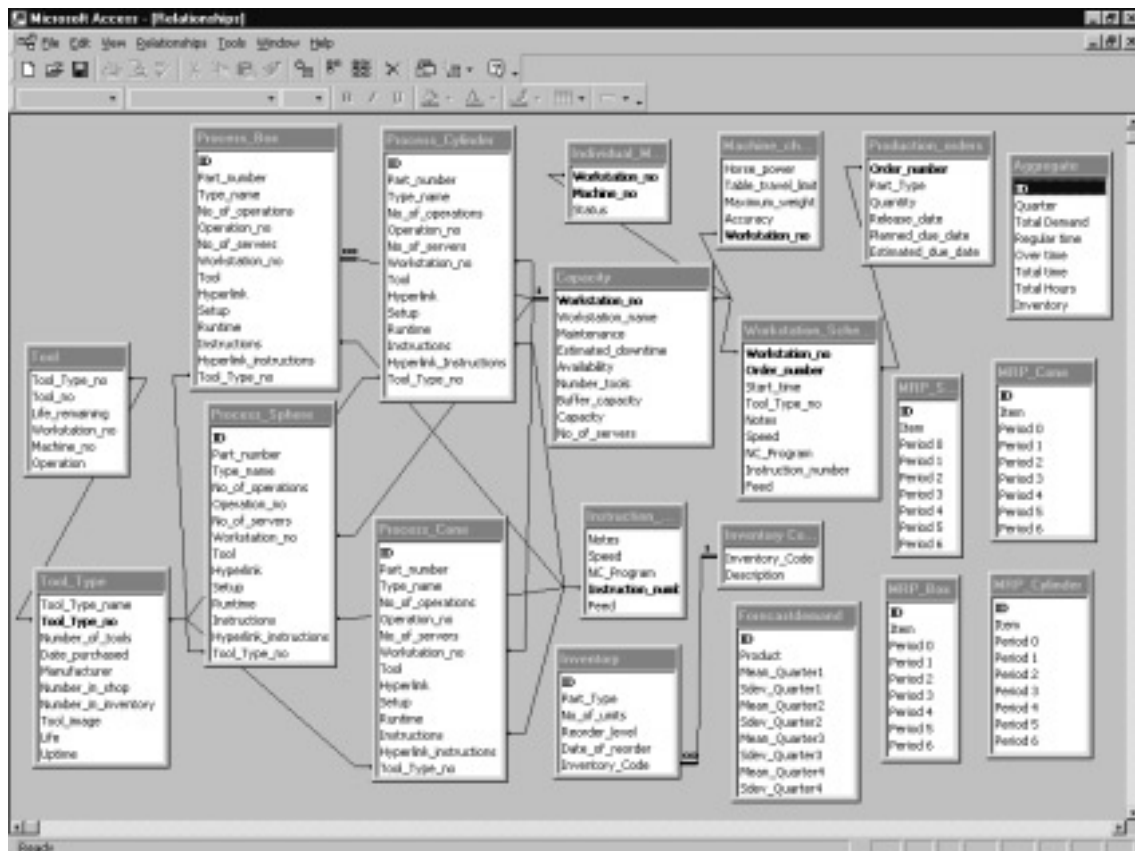 Microsoft Access - [Relationships]
File Edit View Relationships Tools Window Help
B I U
Process_Box
ID
Part_number
Type_name
No_of_operations
Operation_no
No_of_servers
Workstation_no
Tool
Hyperlink
Setup
Runtime
Instructions
Hyperlink_instructions
Tool_Type_no
Process_Cylinder
ID
Part_number
Type_name
No_of_operations
Operation_no
No_of_servers
Workstation_no
Tool
Hyperlink
Setup
Runtime
Instructions
Hyperlink_Instructions
Tool_Type_no
Individual_M...
Workstation_no
Machine_no
Status
Machine_ch...
Horse_power
Table_travel_limit
Maximum_weight
Accuracy
Workstation_no
Production_orders
Order_number
Part_Type
Quantity
Release_date
Planned_due_date
Estimated_due_date
Aggregate
ID
Quarter
Total Demand
Regular time
Over time
Total time
Total Hours
Inventory
Capacity
Workstation_no
Workstation_name
Maintenance
Estimated_downtime
Availability
Number_tools
Buffer_capacity
Capacity
No_of_servers
Workstation_Sche...
Workstation_no
Order_number
Start_time
Tool_Type_no
Notes
Speed
NC_Program
Instruction_number
Feed
Tool
Tool_Type_no
Tool_no
Life_remaining
Workstation_no
Machine_no
Operation
Process_Sphere
ID
Part_number
Type_name
No_of_operations
Operation_no
No_of_servers
Workstation_no
Tool
Hyperlink
Setup
Runtime
Instructions
Hyperlink_instructions
Tool_Type_no
MRP_S...
ID
Item
Period 0
Period 1
Period 2
Period 3
Period 4
Period 5
Period 6
MRP_Cone
ID
Item
Period 0
Period 1
Period 2
Period 3
Period 4
Period 5
Period 6
Process_Cone
ID
Part_number
Type_name
No_of_operations
Operation_no
No_of_servers
Workstation_no
Tool
Hyperlink
Setup
Runtime
Instructions
Hyperlink_instructions
Tool_Type_no
Instruction_...
Notes
Speed
NC_Program
Instruction_numb
Feed
Inventory Co...
Inventory_Code
Description
Tool_Type
Tool_Type_name
Tool_Type_no
Number_of_tools
Date_purchased
Manufacturer
Number_in_shop
Number_in_inventory
Tool_image
Life
Uptime
Inventory
ID
Part_Type
No_of_units
Reorder_level
Date_of_reorder
Inventory_Code
Forecastdemand
ID
Product
Mean_Quarter1
Sdev_Quarter1
Mean_Quarter2
Sdev_Quarter2
Mean_Quarter3
Sdev_Quarter3
Mean_Quarter4
Sdev_Quarter4
MRP_Box
ID
Item
Period 0
Period 1
Period 2
Period 3
Period 4
Period 5
Period 6
MRP_Cylinder
ID
Item
Period 0
Period 1
Period 2
Period 3
Period 4
Period 5
Period 6
1
∞
1
∞
Ready